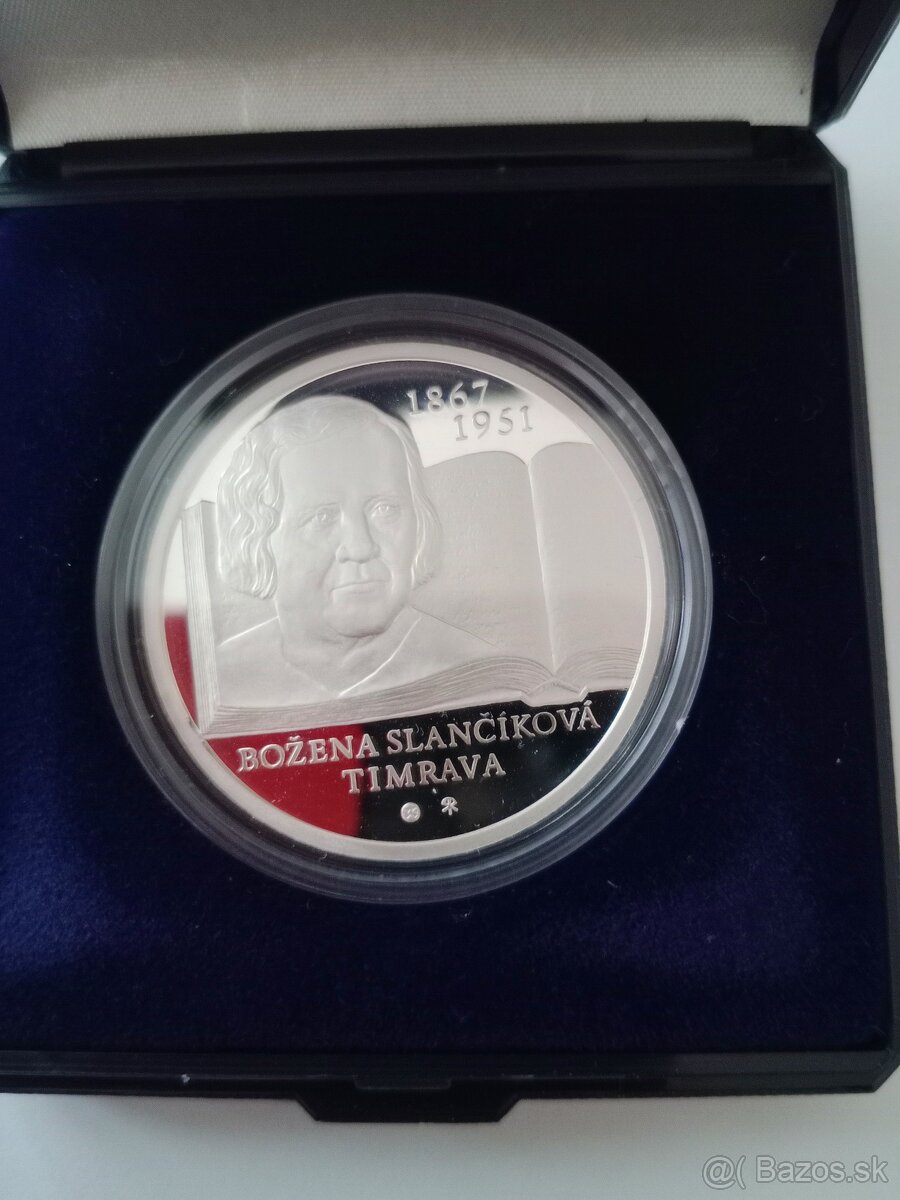 1867
1951
BOŽENA SLANČÍKOVÁ
TIMRAVA
@( Bazos.sk